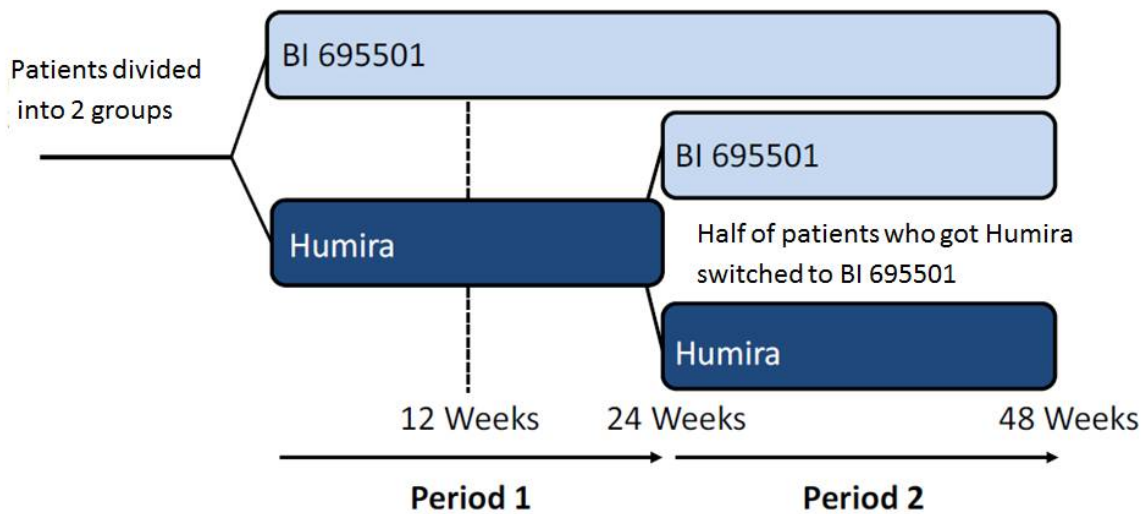 BI 695501
Patients divided
into 2 groups
BI 695501
Humira
Half of patients who got Humira
switched to BI 695501
Humira
12 Weeks
24 Weeks
48 Weeks
Period 1
Period 2